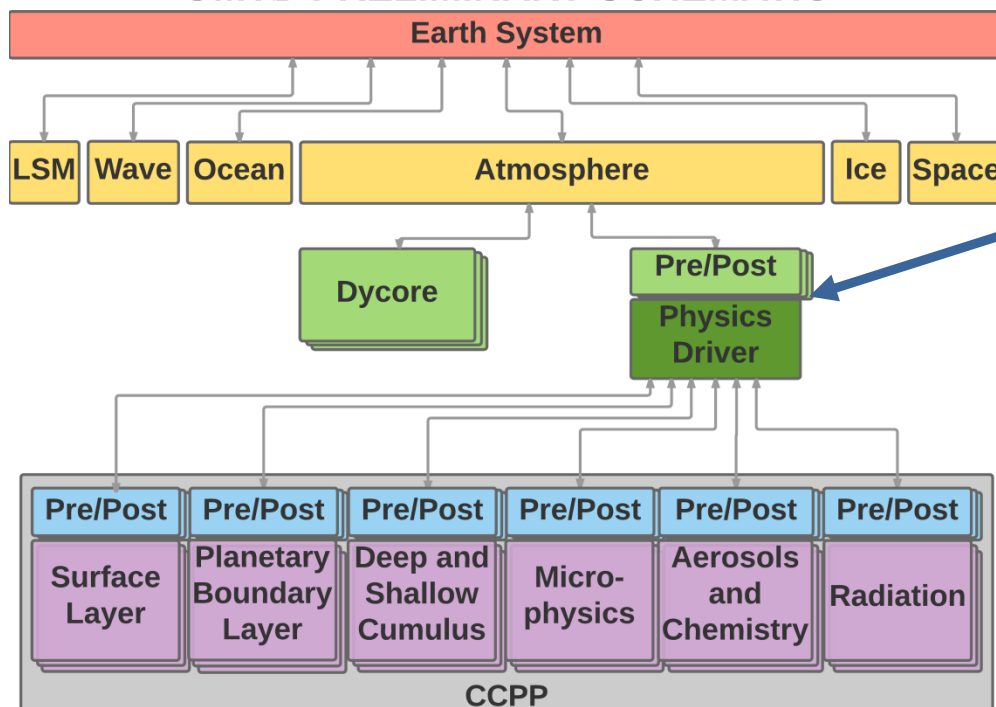 Earth System
LSM Wave Ocean Atmosphere Ice Space
Dycore
Pre/Post
Physics
Driver
Pre/Post Pre/Post Pre/Post Pre/Post Pre/Post Pre/Post
Surface
Layer
Planetary
Boundary
Layer
Deep and
Shallow
Cumulus
Micro-
physics
Aerosols
and
Chemistry
Radiation
CCPP